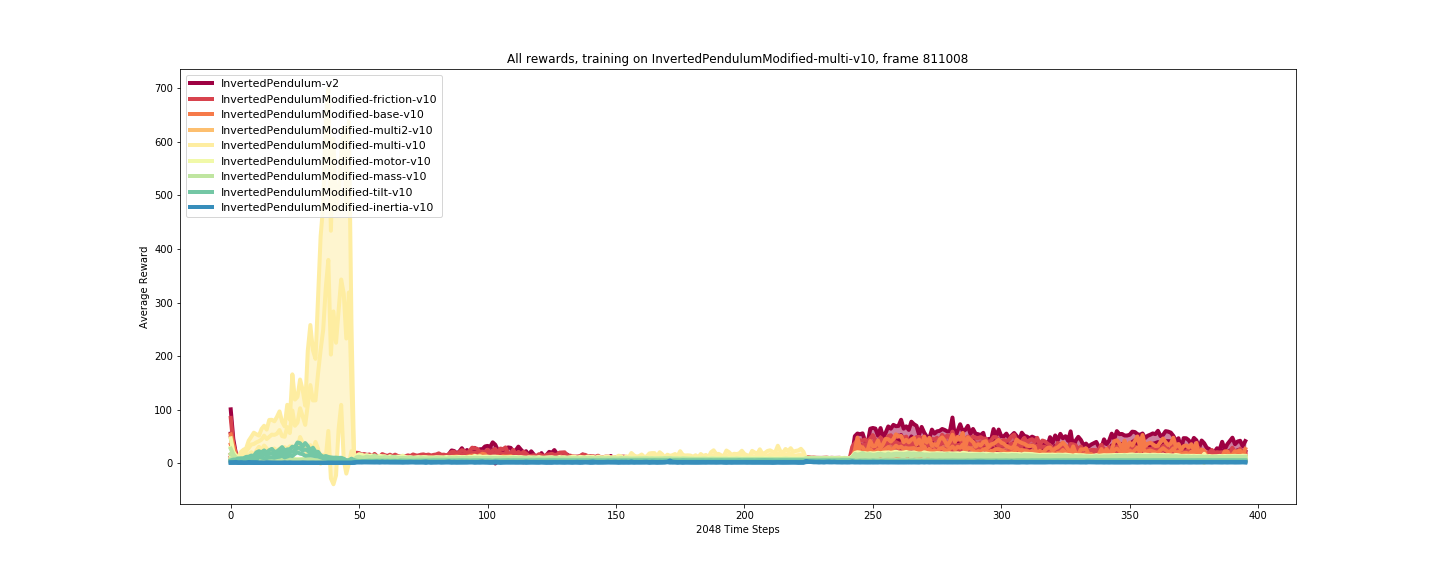 All rewards, training on InvertedPendulumModified-multi-v10, frame 811008
InvertedPendulum-v2
InvertedPendulumModified-friction-v10
InvertedPendulumModified-base-v10
InvertedPendulumModified-multi2-v10
InvertedPendulumModified-multi-v10
InvertedPendulumModified-motor-v10
InvertedPendulumModified-mass-v10
InvertedPendulumModified-tilt-v10
InvertedPendulumModified-inertia-v10
700
600
500
400
300
200
100
0
Average Reward
0 50 100 150 200 250 300 350 400
2048 Time Steps